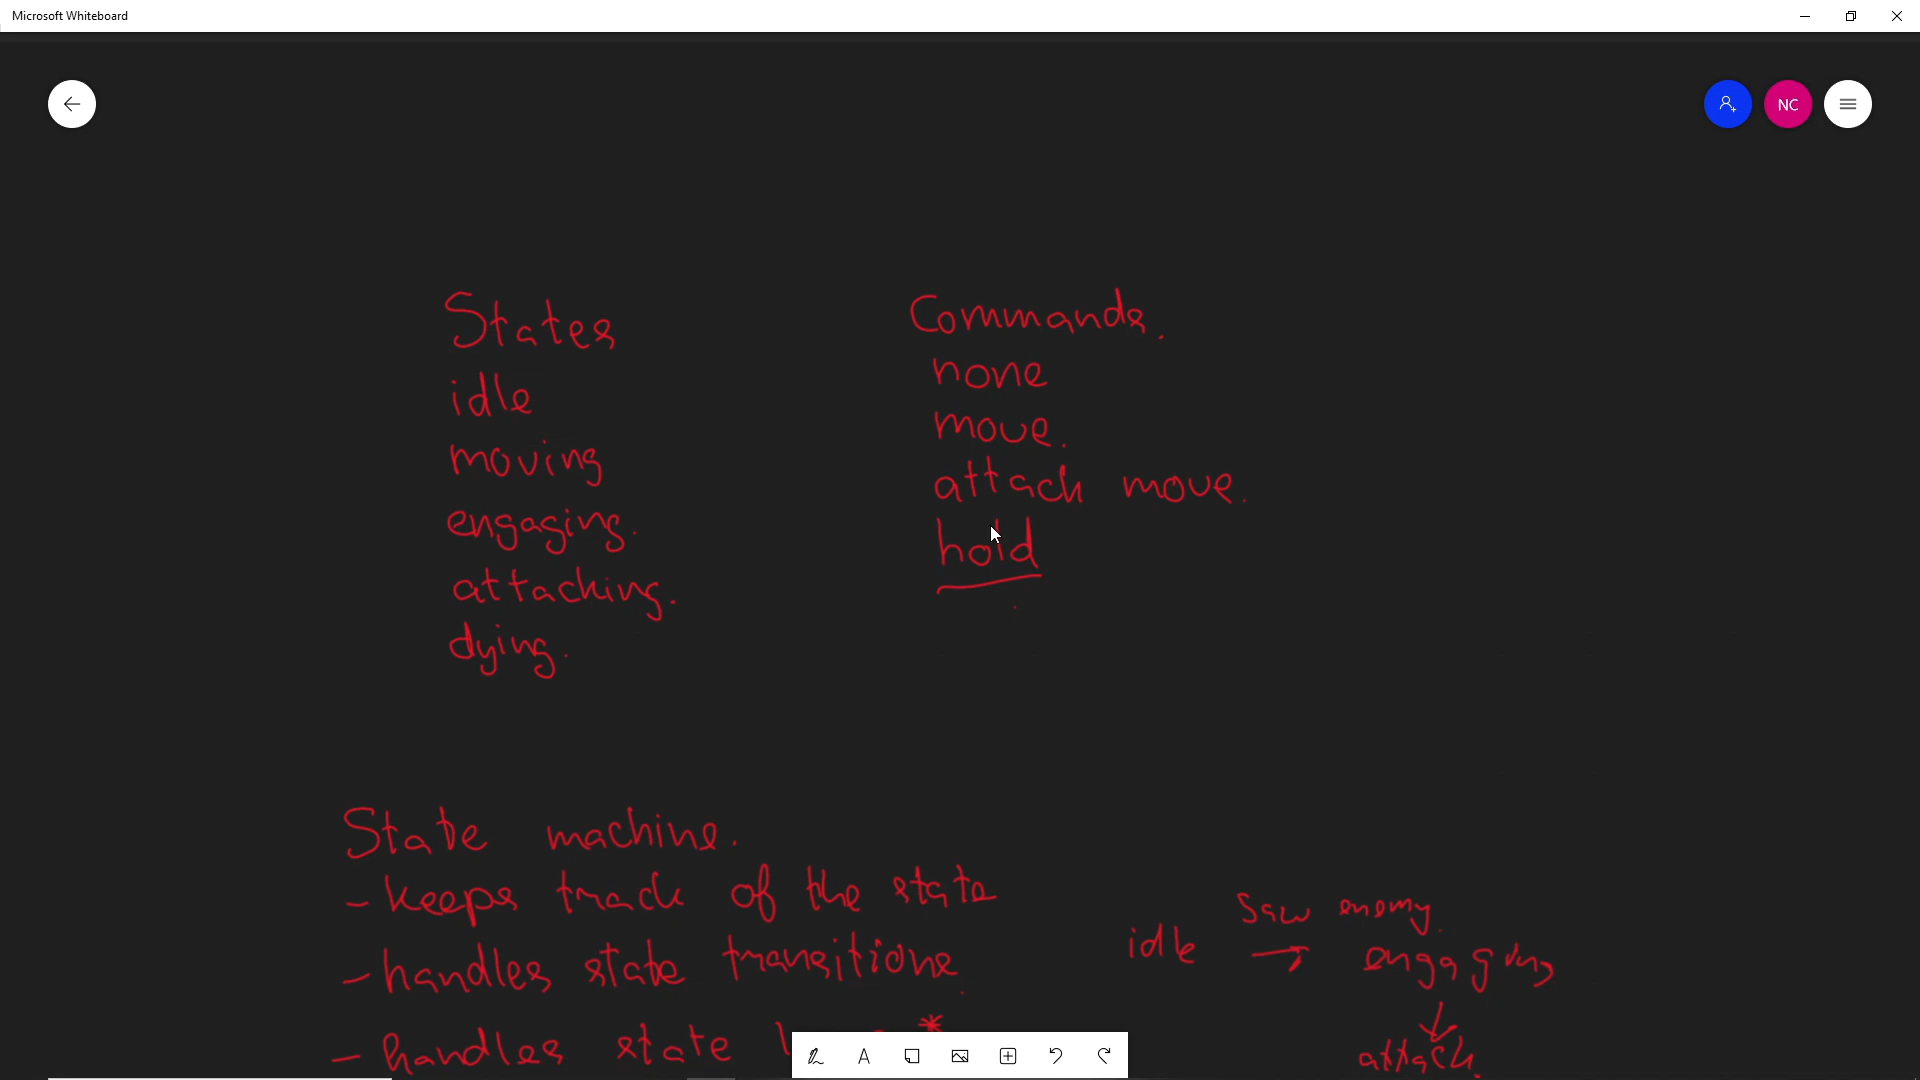 Microsoft Whiteboard
NC
States
idle
moving
engaging.
attacking.
dying.
Commands.
none
move.
attack move.
hold
State machine.
- keeps track of the state
- handles state transitions
- handles state
*
saw enemy.
idle → engaging
↓
attack.
A